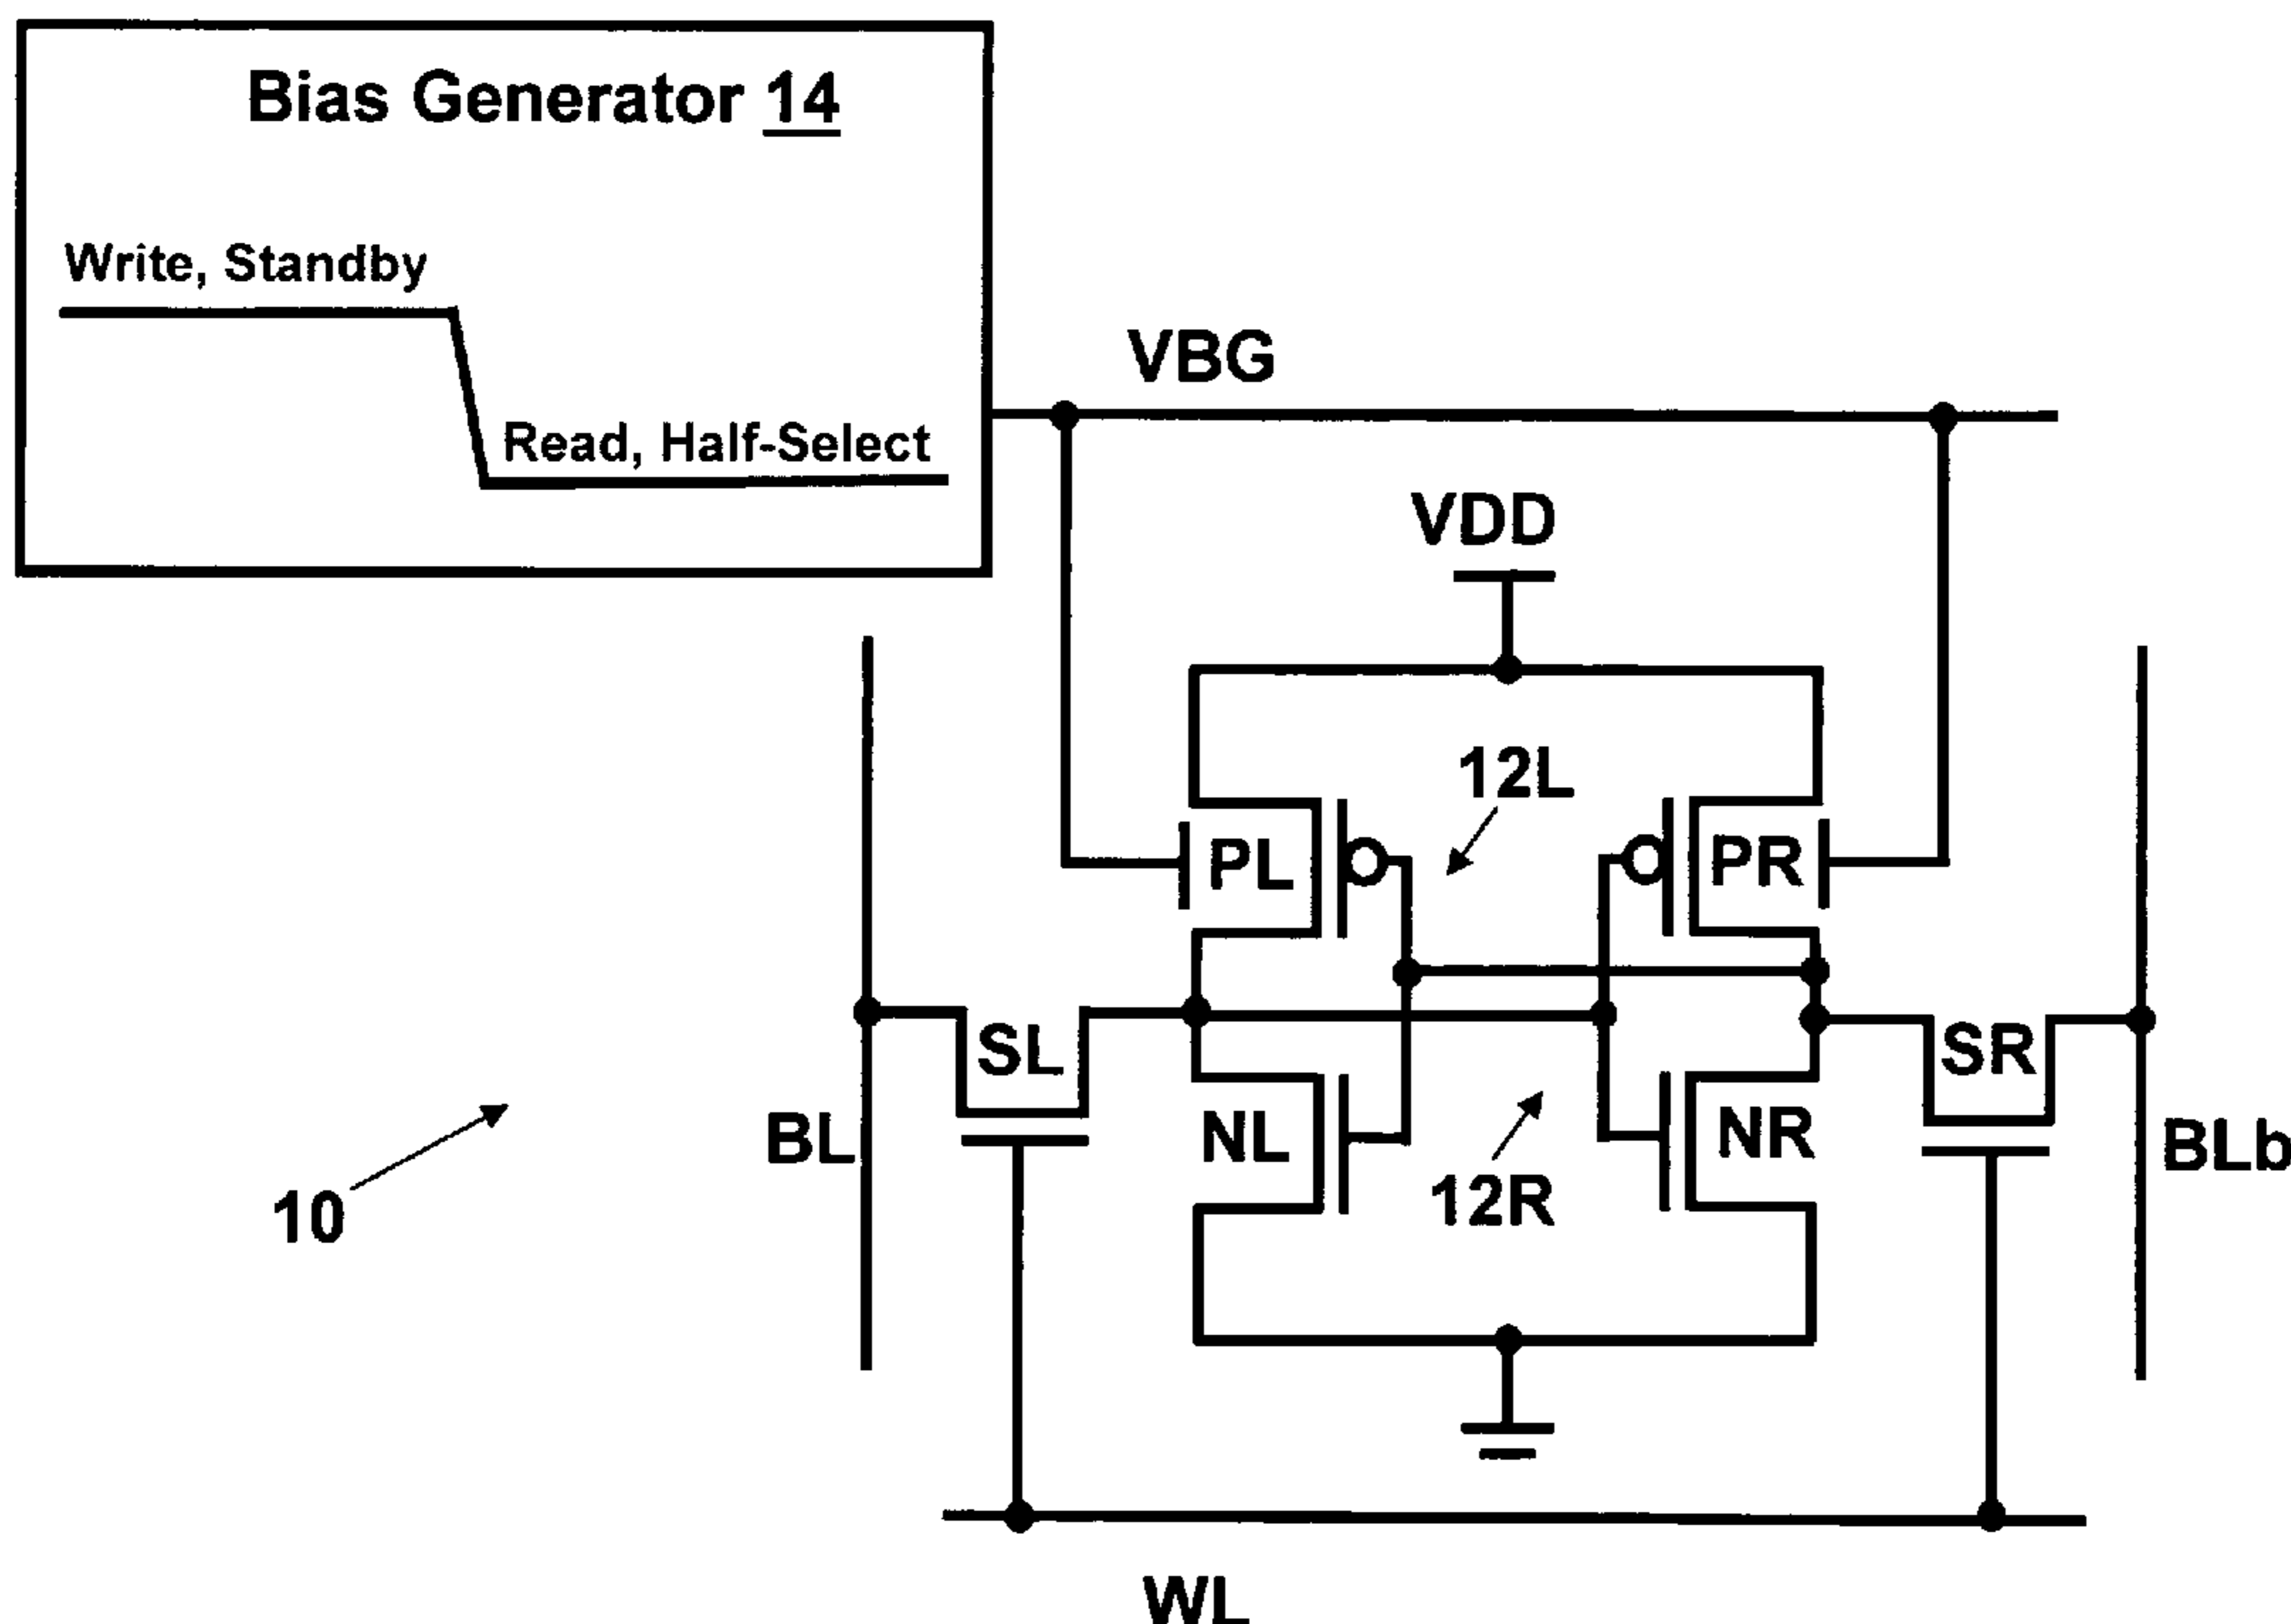 Bias Generator 14
Write, Standby
Read, Half-Select
VBG
VDD
12L
PL
PR
SL
SR
BL
NL
NR
BLb
10
12R
WL